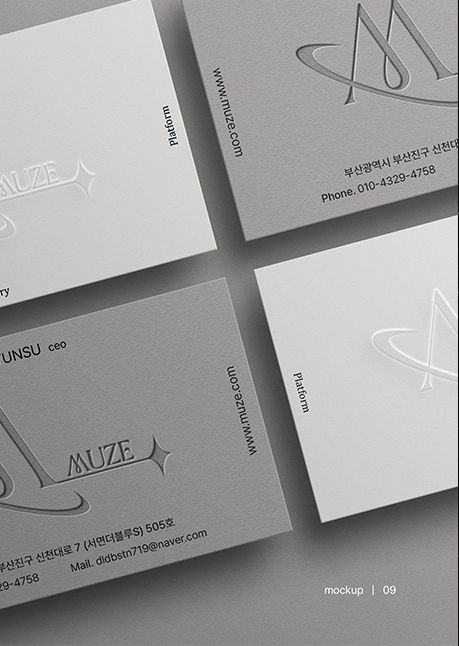 Platform
MUZE
www.muze.com
부산광역시 부산진구 신천대
Phone. 010-4329-4758
UNSU ceo
www.muze.com
MUZE
부산진구 신천대로 7 (서면더블루S) 505호
29-4758 Mail. didbstn719@naver.com
Platform
mockup | 09